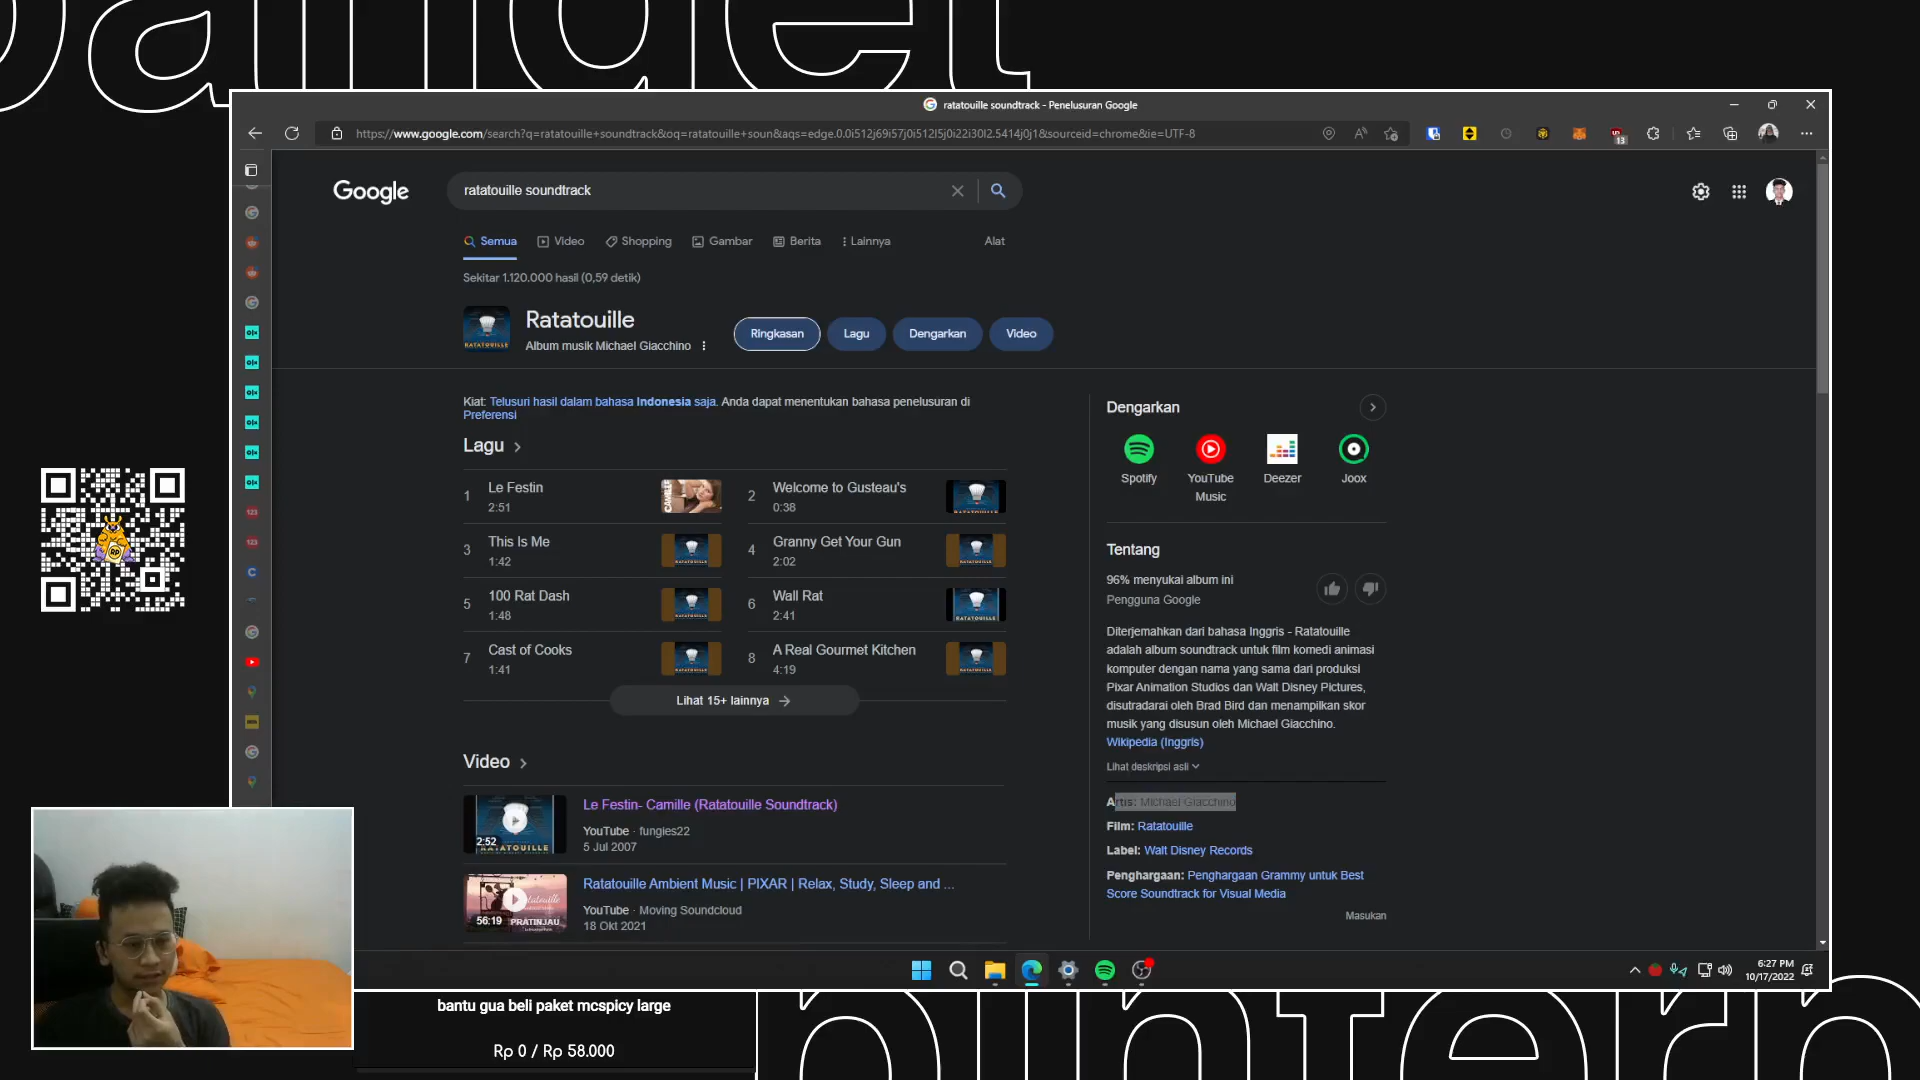 banget
ratatouille soundtrack - Penelusuran Google
https://www.google.com/search?q=ratatouille+soundtrack&oq=ratatouille+soun&aqs=edge.0.0i512j69i57j0i512l5j0i22i30l2.5414j0j1&sourceid=chrome&ie=UTF-8
13
Google
ratatouille soundtrack
Semua
Video
Shopping
Gambar
Berita
Lainnya
Alat
Sekitar 1.120.000 hasil (0,59 detik)
Ratatouille
Album musik Michael Giacchino
Ringkasan
Lagu
Dengarkan
Video
Kiat: Telusuri hasil dalam bahasa Indonesia saja. Anda dapat menentukan bahasa penelusuran di
Preferensi
Lagu
1 Le Festin
2:51
2 Welcome to Gusteau's
0:38
3 This Is Me
1:42
4 Granny Get Your Gun
2:02
5 100 Rat Dash
1:48
6 Wall Rat
2:41
7 Cast of Cooks
1:41
8 A Real Gourmet Kitchen
4:19
Lihat 15+ lainnya
Video
2:52
Le Festin- Camille (Ratatouille Soundtrack)
YouTube · fungies22
5 Jul 2007
56:19
PRATINJAU
Ratatouille Ambient Music | PIXAR | Relax, Study, Sleep and ...
YouTube · Moving Soundcloud
18 Okt 2021
Dengarkan
Spotify
YouTube
Music
Deezer
Joox
Tentang
96% menyukai album ini
Pengguna Google
Diterjemahkan dari bahasa Inggris - Ratatouille
adalah album soundtrack untuk film komedi animasi
komputer dengan nama yang sama dari produksi
Pixar Animation Studios dan Walt Disney Pictures,
disutradarai oleh Brad Bird dan menampilkan skor
musik yang disusun oleh Michael Giacchino.
Wikipedia (Inggris)
Lihat deskripsi asli
Artis: Michael Giacchino
Film: Ratatouille
Label: Walt Disney Records
Penghargaan: Penghargaan Grammy untuk Best
Score Soundtrack for Visual Media
Masukan
6:27 PM
10/17/2022
RP
bantu gua beli paket mcspicy large
Rp 0 / Rp 58.000